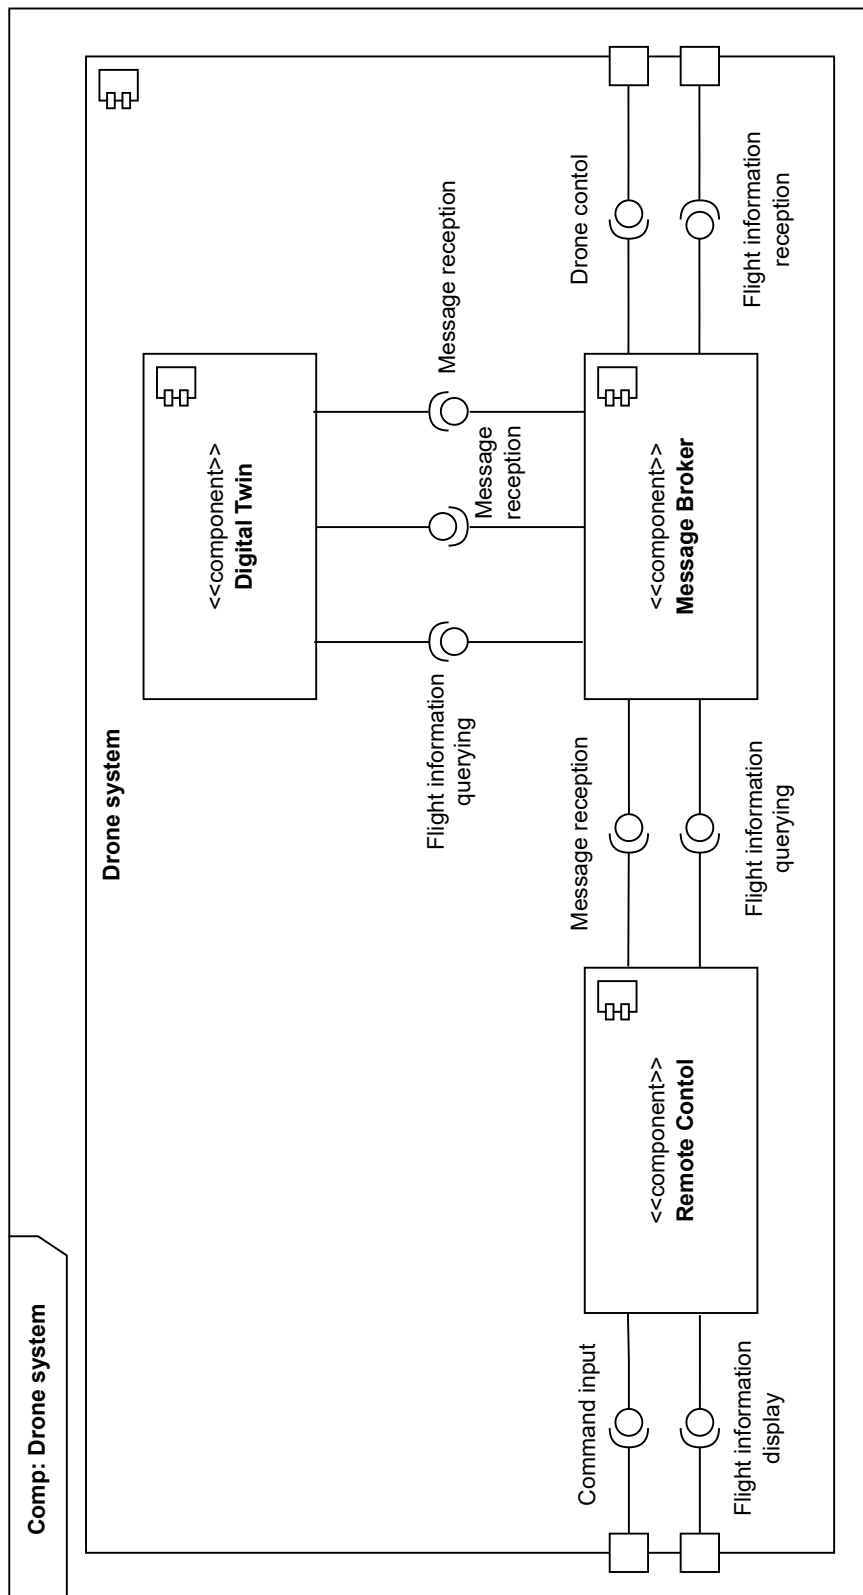 Comp: Drone system
Drone system
<<component>>
Digital Twin
Flight information
querying
Message
reception
Message reception
Command input
Message reception
Drone contol
<<component>>
Remote Contol
<<component>>
Message Broker
Flight information
display
Flight information
querying
Flight information
reception